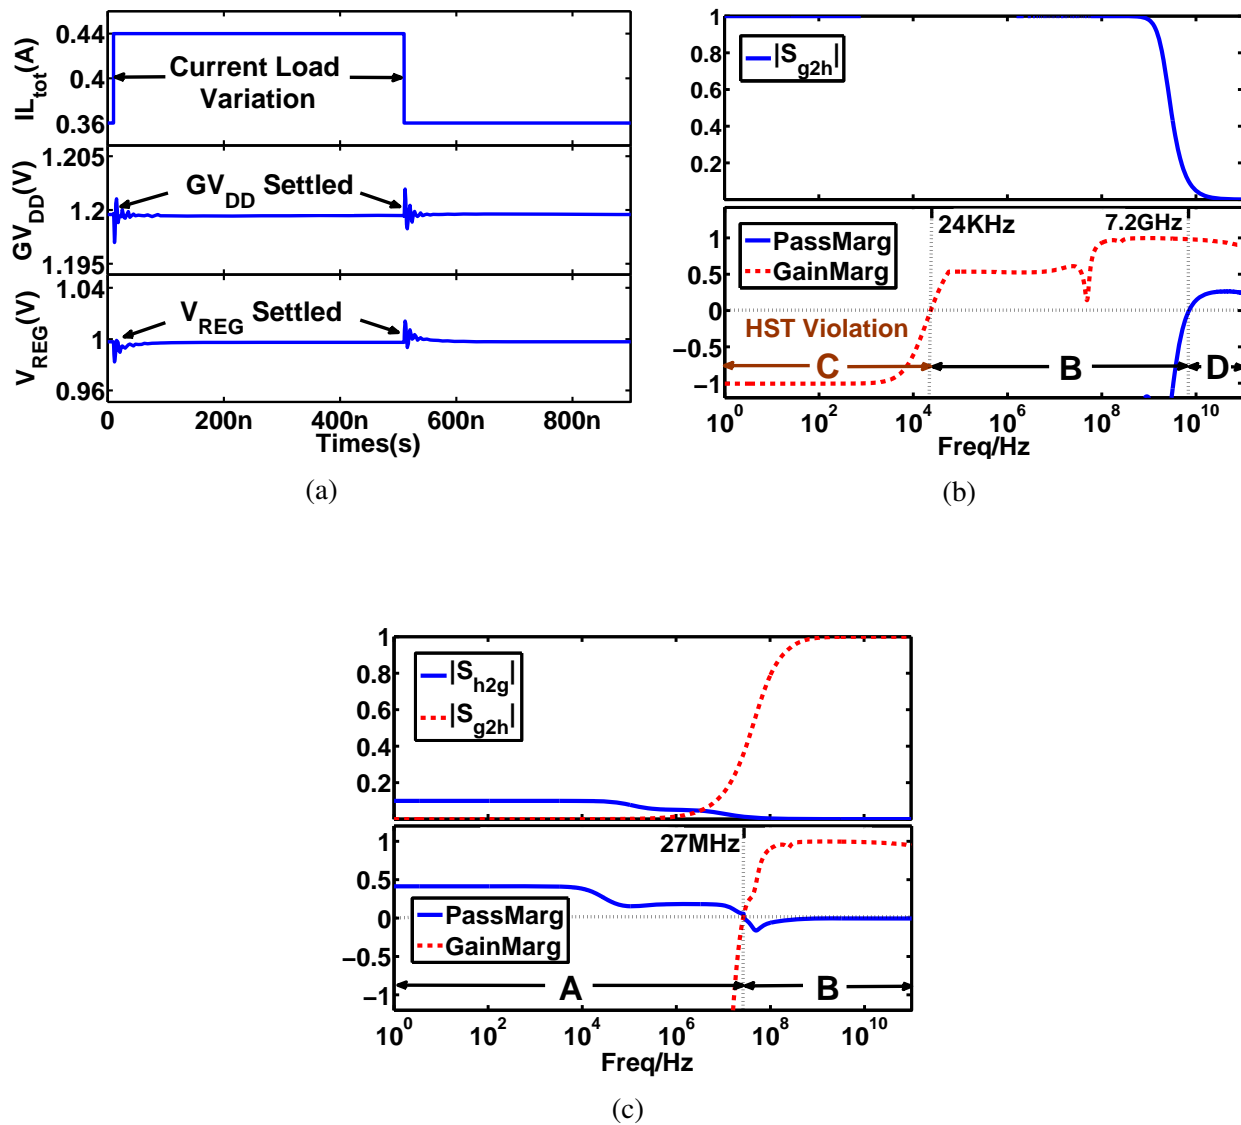 IL_tot(A)
0.44
0.4
0.36
Current Load
Variation
GV_DD(V)
1.205
1.2
1.195
GV_DD Settled
V_REG(V)
1.04
1
0.96
V_REG Settled
0 200n 400n 600n 800n
Times(s)
(a)
1
0.8
0.6
0.4
0.2
|S_g2h|
1
0.5
0
−0.5
−1
PassMarg
GainMarg
24KHz
7.2GHz
HST Violation
C B D
10^0 10^2 10^4 10^6 10^8 10^10
Freq/Hz
(b)
1
0.8
0.6
0.4
0.2
|S_h2g|
|S_g2h|
1
0.5
0
−0.5
−1
27MHz
PassMarg
GainMarg
A B
10^0 10^2 10^4 10^6 10^8 10^10
Freq/Hz
(c)